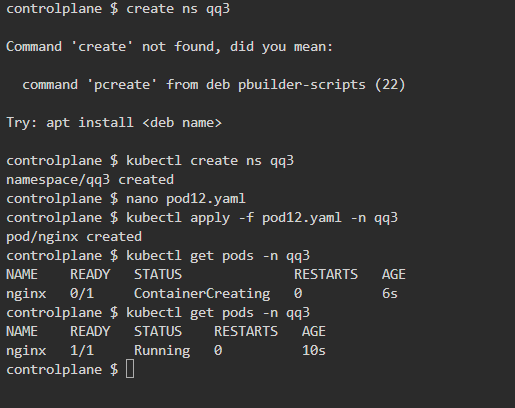 controlplane $ create ns qq3
Command 'create' not found, did you mean:
command 'pcreate' from deb pbuilder-scripts (22)
Try: apt install <deb name>
controlplane $ kubectl create ns qq3
namespace/qq3 created
controlplane $ nano pod12.yaml
controlplane $ kubectl apply -f pod12.yaml -n qq3
pod/nginx created
controlplane $ kubectl get pods -n qq3
NAME    READY   STATUS              RESTARTS   AGE
nginx   0/1     ContainerCreating   0          6s
controlplane $ kubectl get pods -n qq3
NAME    READY   STATUS    RESTARTS   AGE
nginx   1/1     Running   0          10s
controlplane $